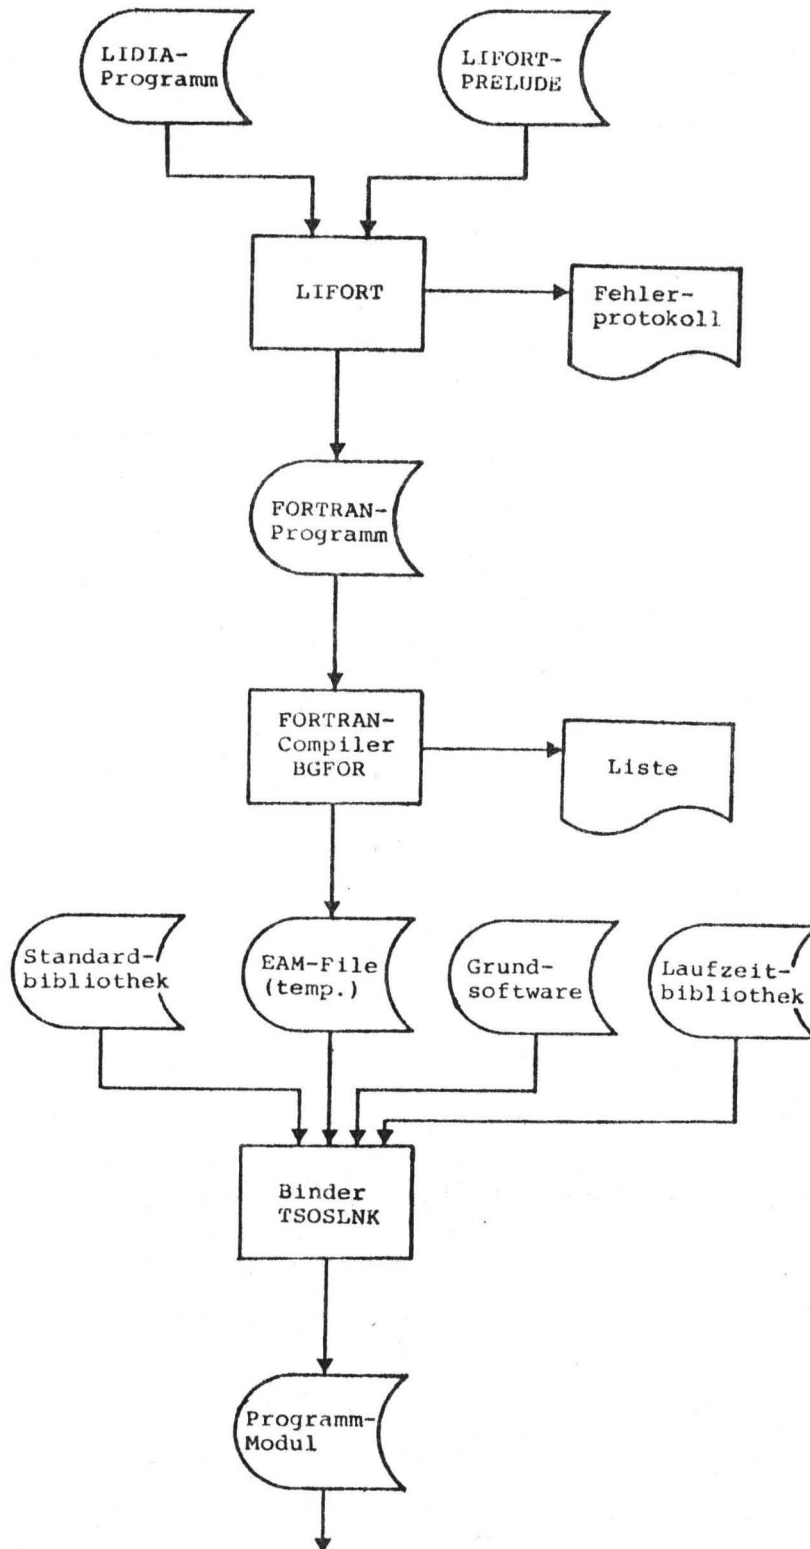 LIDIA-
Programm
LIFORT-
PRELUDE
LIFORT
Fehler-
protokoll
FORTRAN-
Programm
FORTRAN-
Compiler
BGFOR
Liste
Standard-
bibliothek
EAM-File
(temp.)
Grund-
software
Laufzeit-
bibliothek
Binder
TSOSLNK
Programm-
Modul